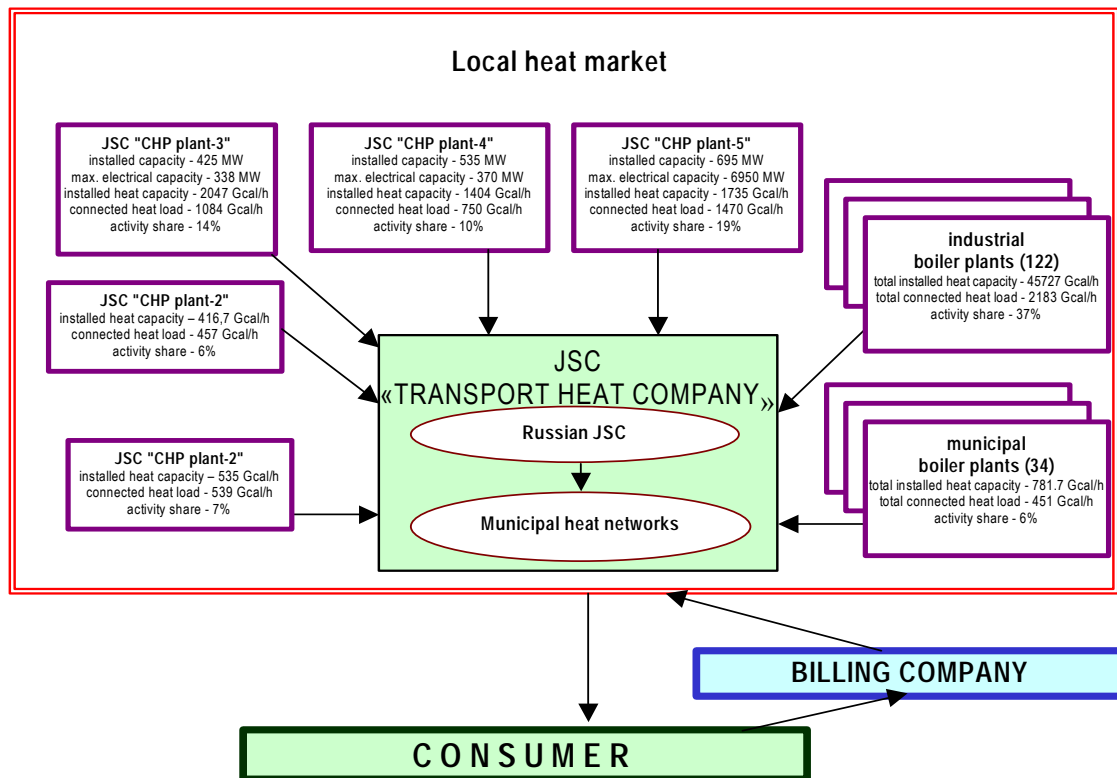 Local heat market
JSC "CHP plant-3"
installed capacity - 425 MW
max. electrical capacity - 338 MW
installed heat capacity - 2047 Gcal/h
connected heat load - 1084 Gcal/h
activity share - 14%
JSC "CHP plant-4"
installed capacity - 535 MW
max. electrical capacity - 370 MW
installed heat capacity - 1404 Gcal/h
connected heat load - 750 Gcal/h
activity share - 10%
JSC "CHP plant-5"
installed capacity - 695 MW
max. electrical capacity - 6950 MW
installed heat capacity - 1735 Gcal/h
connected heat load - 1470 Gcal/h
activity share - 19%
industrial
boiler plants (122)
total installed heat capacity - 45727 Gcal/h
total connected heat load - 2183 Gcal/h
activity share - 37%
JSC "CHP plant-2"
installed heat capacity – 416,7 Gcal/h
connected heat load - 457 Gcal/h
activity share - 6%
JSC
«TRANSPORT HEAT COMPANY»
Russian JSC
Municipal heat networks
JSC "CHP plant-2"
installed heat capacity – 535 Gcal/h
connected heat load - 539 Gcal/h
activity share - 7%
municipal
boiler plants (34)
total installed heat capacity - 781.7 Gcal/h
total connected heat load - 451 Gcal/h
activity share - 6%
BILLING COMPANY
CONSUMER